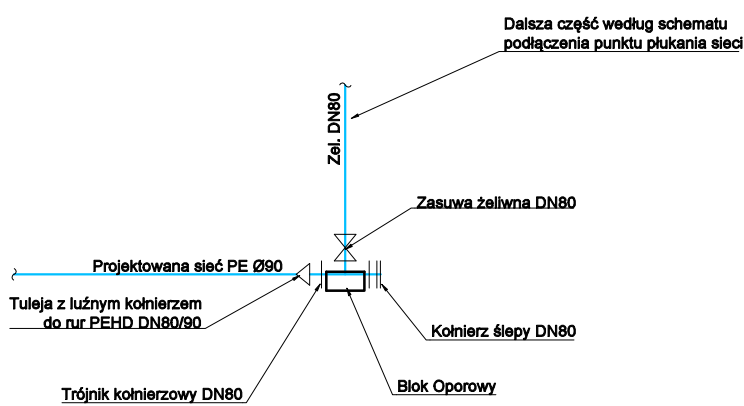 Dalsza część według schematu
podłączenia punktu płukania sieci
Żel. DN80
Zasuwa żeliwna DN80
Projektowana sieć PE Ø90
Tuleja z luźnym kołnierzem
do rur PEHD DN80/90
Kołnierz ślepy DN80
Trójnik kołnierzowy DN80
Blok Oporowy